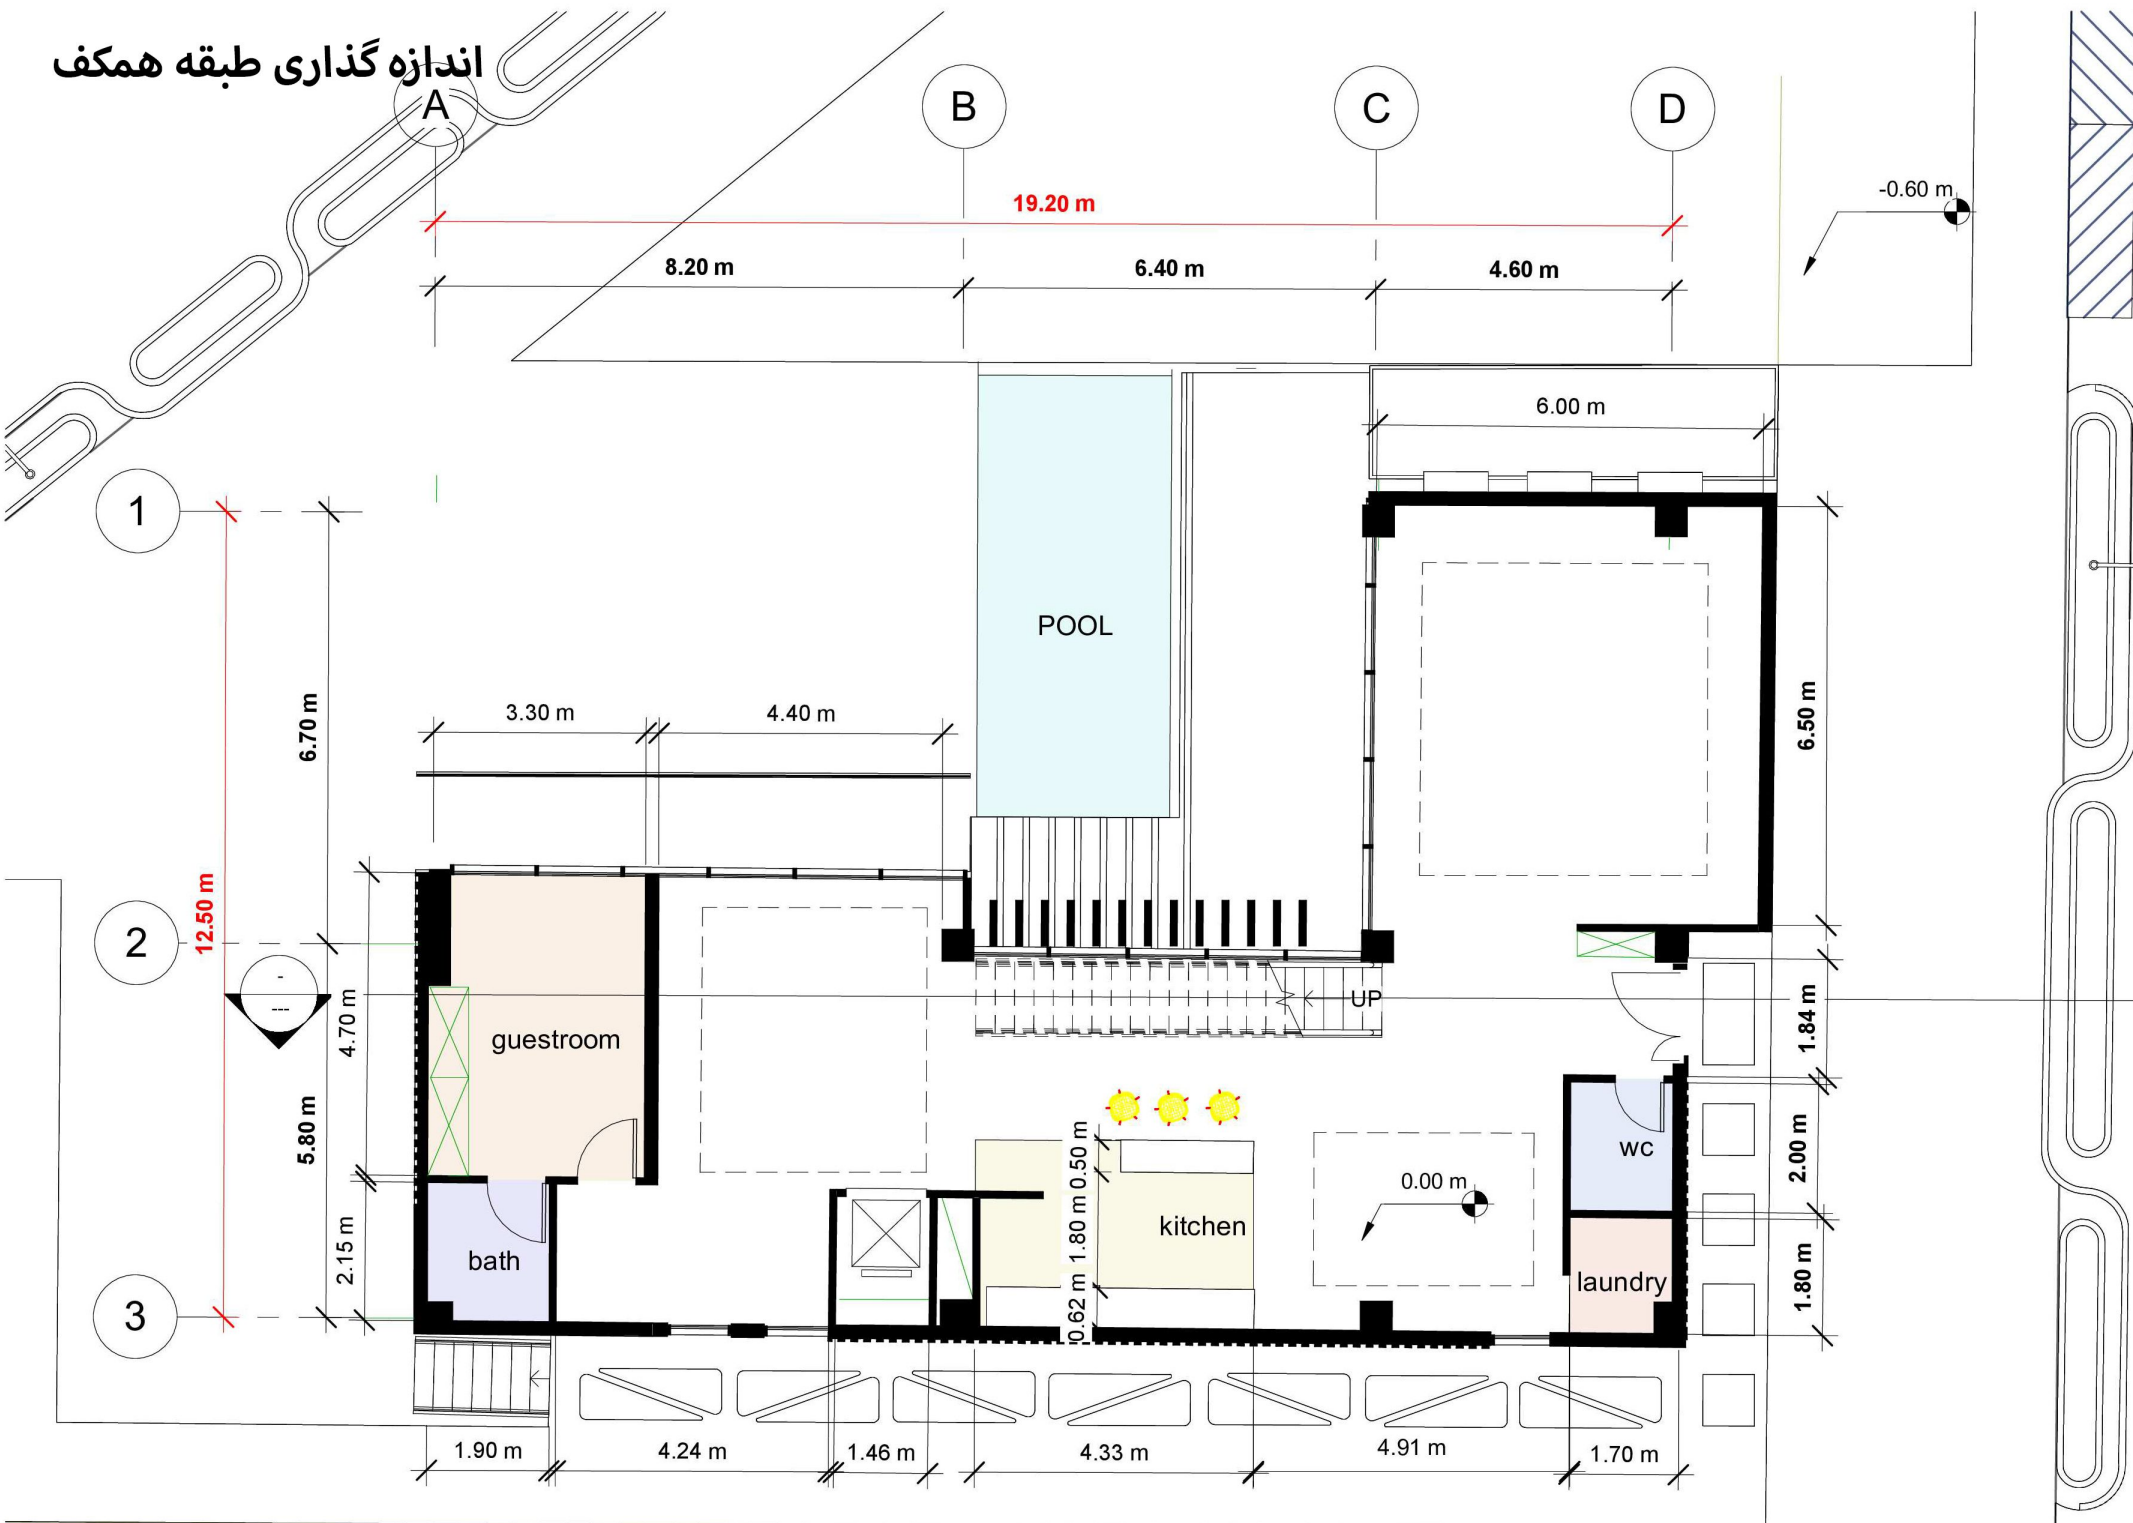 اندازه گذاری طبقه همکف
A
B
C
D
19.20 m
-0.60 m
8.20 m
6.40 m
4.60 m
6.00 m
1
POOL
6.70 m
3.30 m
4.40 m
6.50 m
12.50 m
2
-
---
UP
4.70 m
guestroom
1.84 m
5.80 m
0.50 m
wc
2.00 m
0.00 m
1.80 m
kitchen
2.15 m
bath
laundry
0.62 m
1.80 m
3
1.90 m
4.24 m
1.46 m
4.33 m
4.91 m
1.70 m